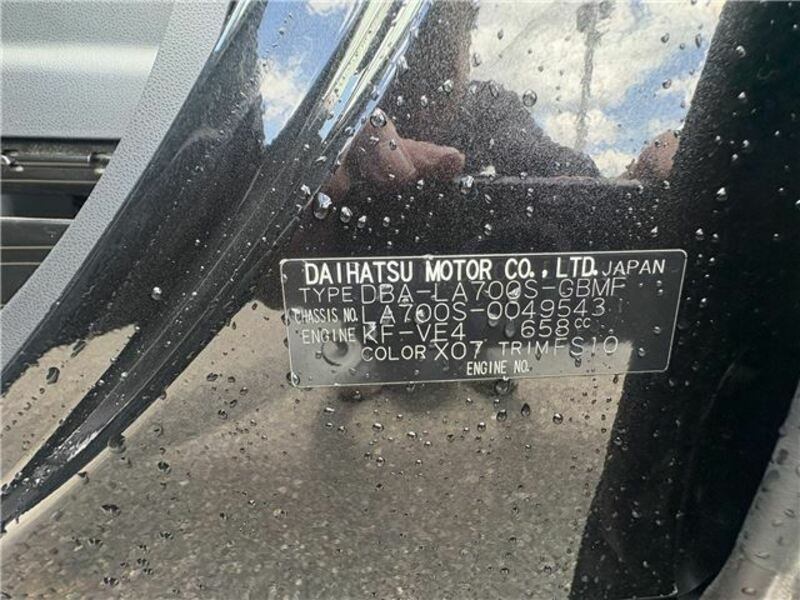 DAIHATSU MOTOR CO., LTD. JAPAN
TYPE DBA-LA700S-GBMF
CHASSIS NO. LA700S-0049543
ENGINE KF-VE4 658cc
COLOR X07 TRIM FS10
ENGINE NO.